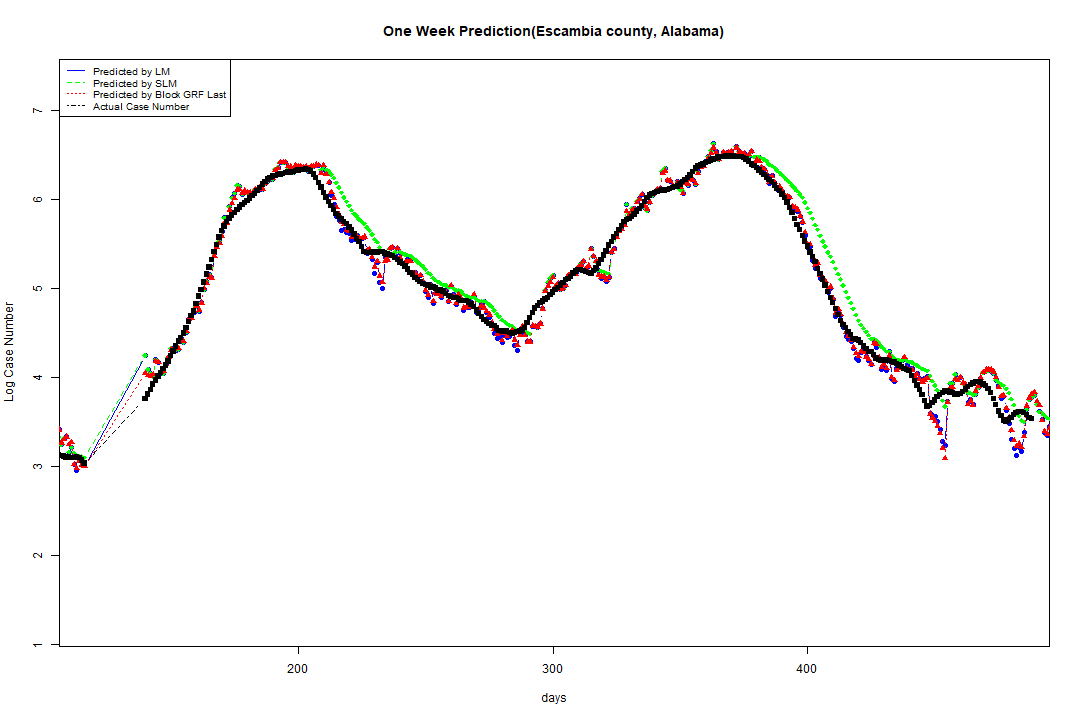 One Week Prediction(Escambia county, Alabama)
Predicted by LM
Predicted by SLM
Predicted by Block GRF Last
Actual Case Number
7
6
5
4
3
2
1
Log Case Number
200 300 400
days